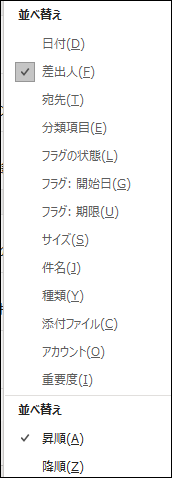 並べ替え
日付(D)
差出人(F)
宛先(T)
分類項目(E)
フラグの状態(L)
フラグ: 開始日(G)
フラグ: 期限(U)
サイズ(S)
件名(J)
種類(Y)
添付ファイル(C)
アカウント(O)
重要度(I)
並べ替え
昇順(A)
降順(Z)